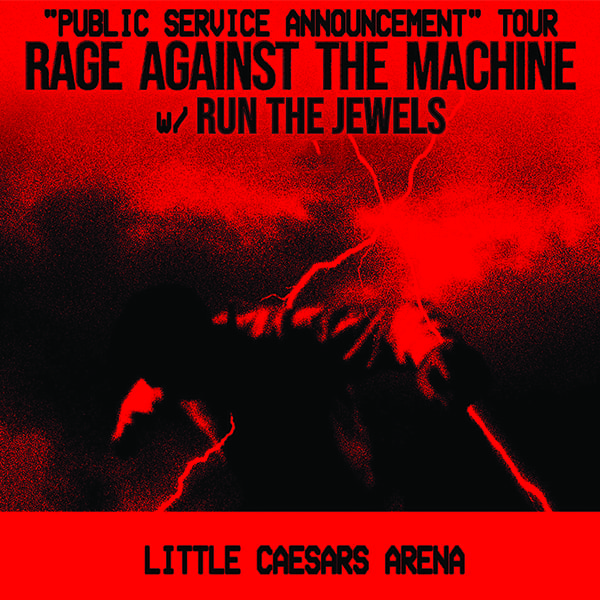 "PUBLIC SERVICE ANNOUNCEMENT" TOUR
RAGE AGAINST THE MACHINE
W/ RUN THE JEWELS
LITTLE CAESARS ARENA